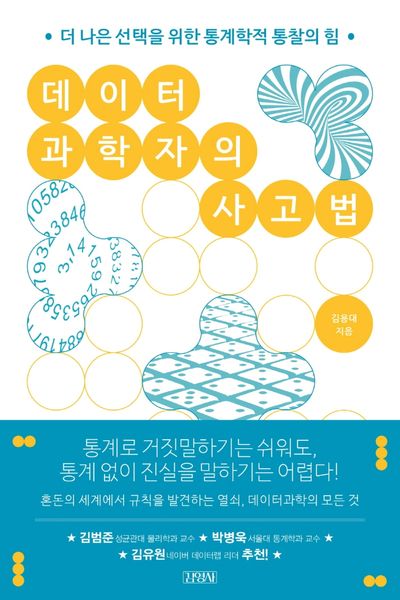 • 더 나은 선택을 위한 통계학적 통찰의 힘 •
데이터
과학자의
사고법
김용대
지음
통계로 거짓말하기는 쉬워도,
통계 없이 진실을 말하기는 어렵다!
혼돈의 세계에서 규칙을 발견하는 열쇠, 데이터과학의 모든 것
★ 김범준 성균관대 물리학과 교수 ★ 박병욱 서울대 통계학과 교수 ★
★ 김유원 네이버 데이터랩 리더 추천! ★
김영사